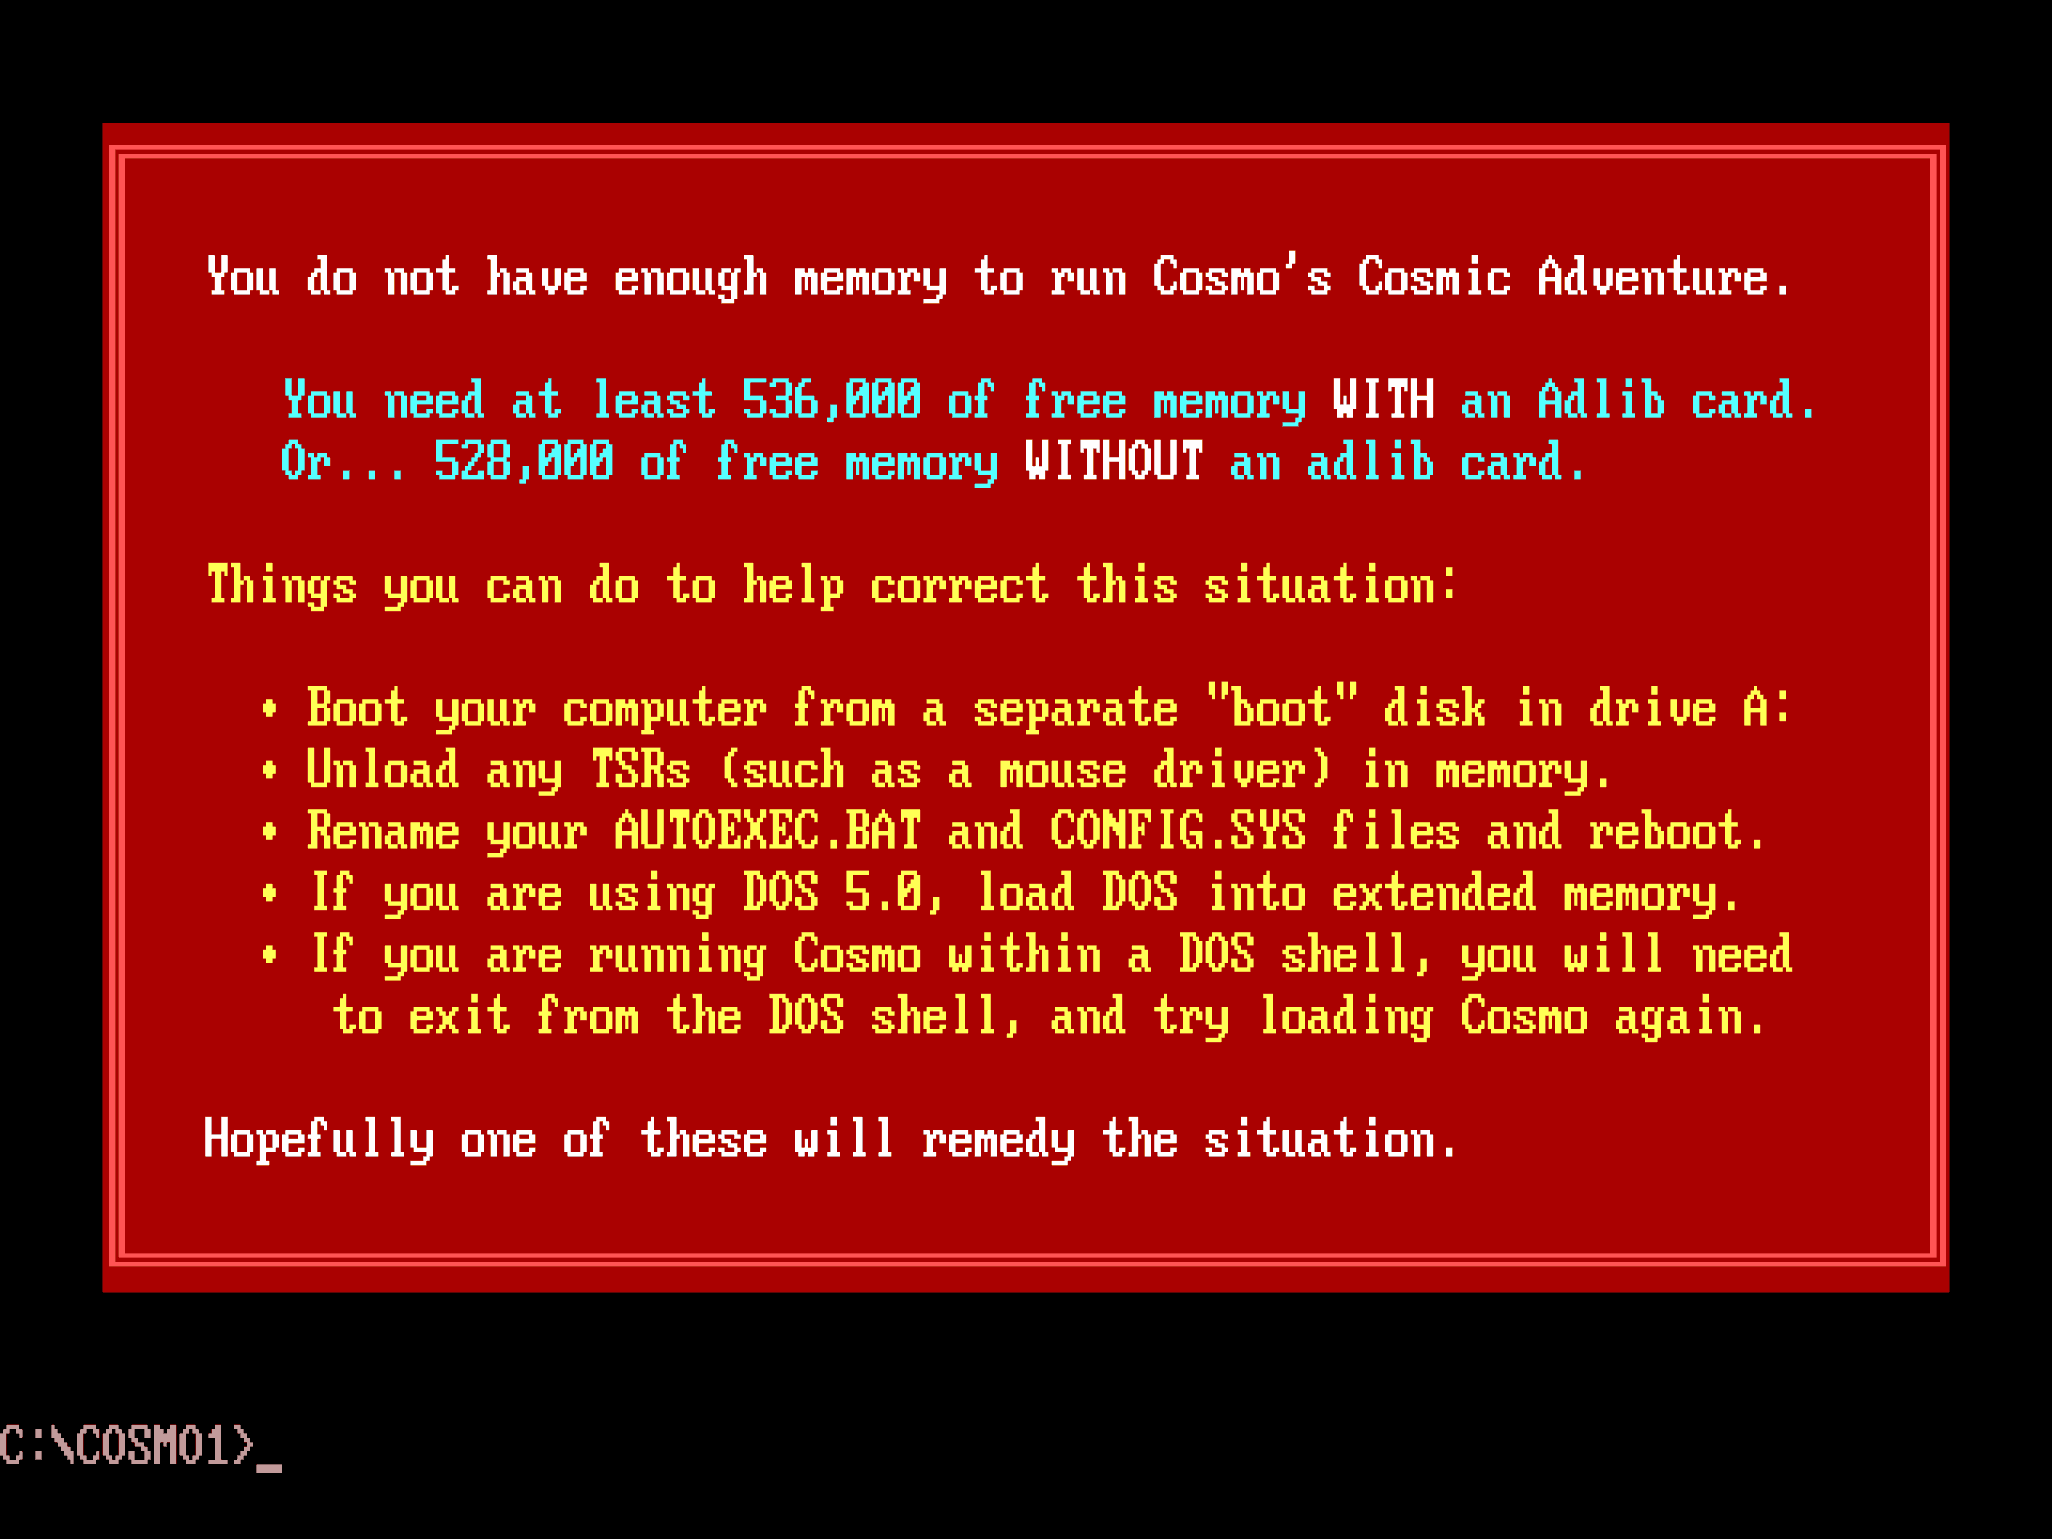 You do not have enough memory to run Cosmo's Cosmic Adventure.
You need at least 536,000 of free memory WITH an Adlib card.
Or... 528,000 of free memory WITHOUT an adlib card.
Things you can do to help correct this situation:
• Boot your computer from a separate "boot" disk in drive A:
• Unload any TSRs (such as a mouse driver) in memory.
• Rename your AUTOEXEC.BAT and CONFIG.SYS files and reboot.
• If you are using DOS 5.0, load DOS into extended memory.
• If you are running Cosmo within a DOS shell, you will need
to exit from the DOS shell, and try loading Cosmo again.
Hopefully one of these will remedy the situation.
C:\COSMO1>_